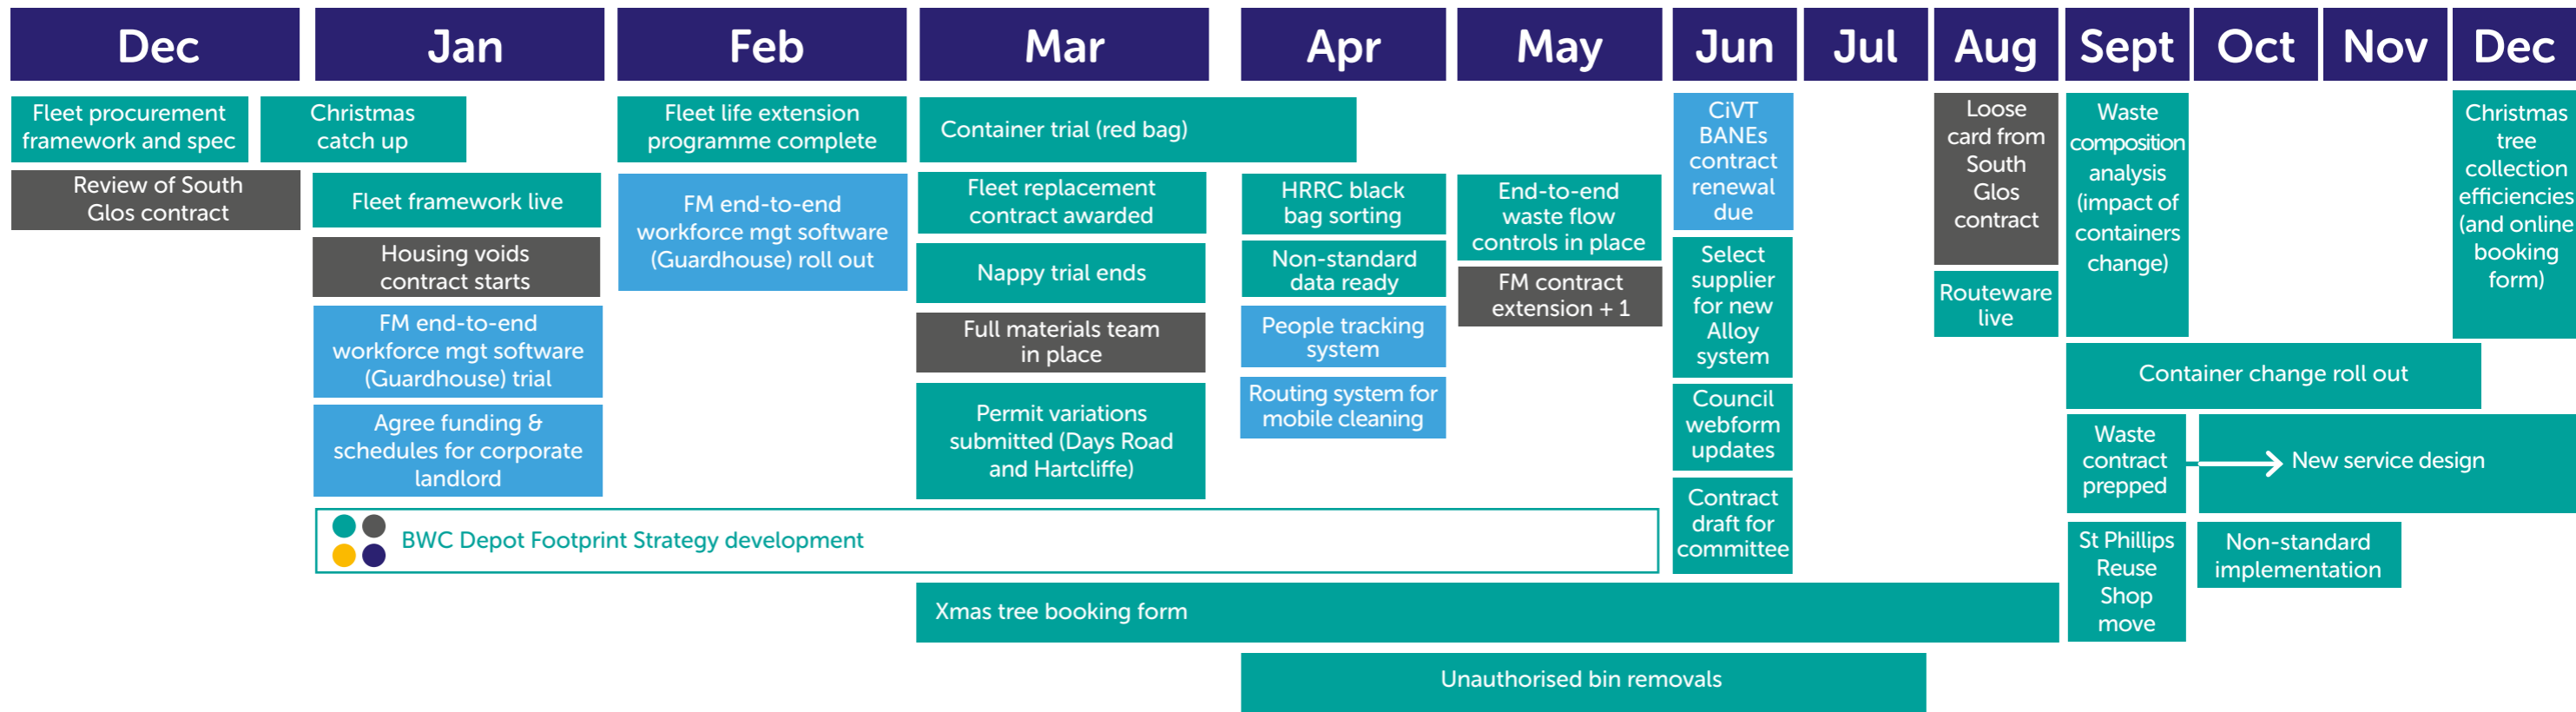 Dec
Jan
Feb
Mar
Apr
May
Jun
Jul
Aug
Sept
Oct
Nov
Dec
Fleet procurement
framework and spec
Christmas
catch up
Review of South
Glos contract
Fleet framework live
Housing voids
contract starts
FM end-to-end
workforce mgt software
(Guardhouse) trial
Agree funding &
schedules for corporate
landlord
Fleet life extension
programme complete
FM end-to-end
workforce mgt software
(Guardhouse) roll out
Container trial (red bag)
Fleet replacement
contract awarded
Nappy trial ends
Full materials team
in place
Permit variations
submitted (Days Road
and Hartcliffe)
HRRC black
bag sorting
Non-standard
data ready
People tracking
system
Routing system for
mobile cleaning
End-to-end
waste flow
controls in place
FM contract
extension + 1
CiVT
BANEs
contract
renewal
due
Select
supplier
for new
Alloy
system
Council
webform
updates
Contract
draft for
committee
Loose
card from
South
Glos
contract
Routeware
live
Waste
composition
analysis
(impact of
containers
change)
Christmas
tree
collection
efficiencies
(and online
booking
form)
Container change roll out
Waste
contract
prepped
New service design
St Phillips
Reuse
Shop
move
Non-standard
implementation
BWC Depot Footprint Strategy development
Xmas tree booking form
Unauthorised bin removals